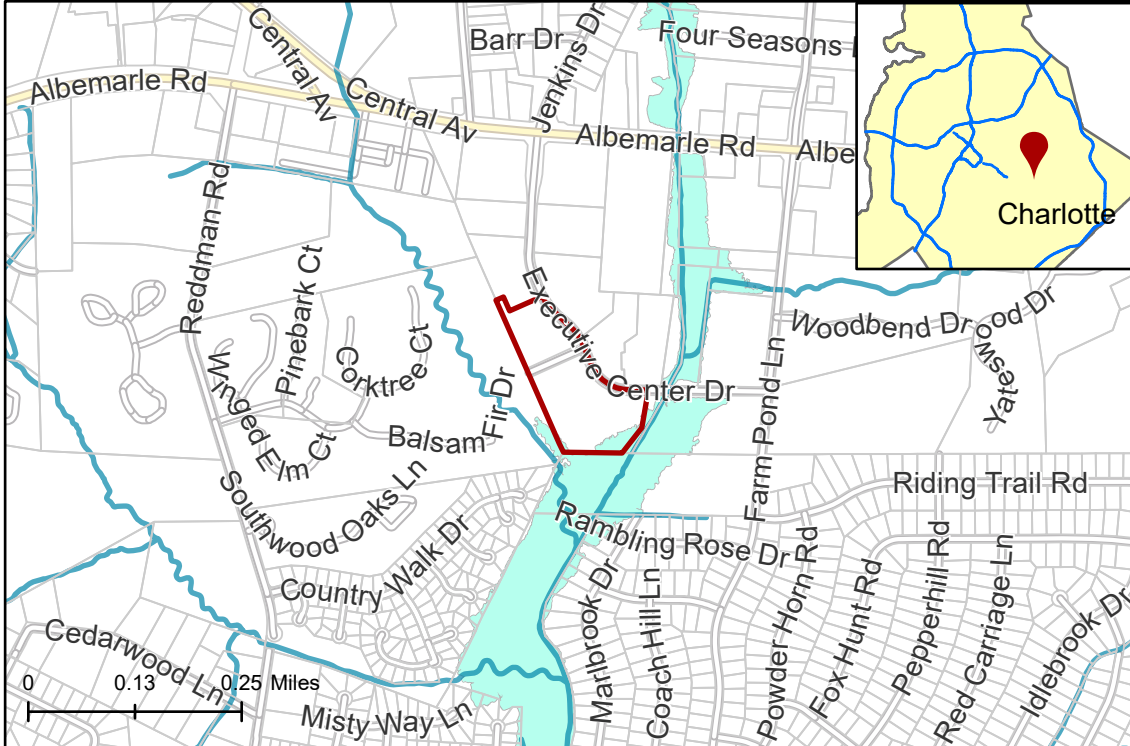 Central Av
Barr Dr
Jenkins Dr
Four Seasons
Albemarle Rd
Central Av
Albemarle Rd
Albe
Charlotte
Reddman Rd
Pinebark Ct
Corktree Ct
Winged Elm Ct
Balsam Fir Dr
Executive Center Dr
Farm Pond Ln
Woodbend Dr
Yateswood Dr
Southwood Oaks Ln
Country Walk Dr
Rambling Rose Dr
Riding Trail Rd
Marlbrook Dr
Coach Hill Ln
Powder Horn Rd
Fox Hunt Rd
Pepperhill Rd
Red Carriage Ln
Idlebrook Dr
Cedarwood Ln
Misty Way Ln
0 0.13 0.25 Miles